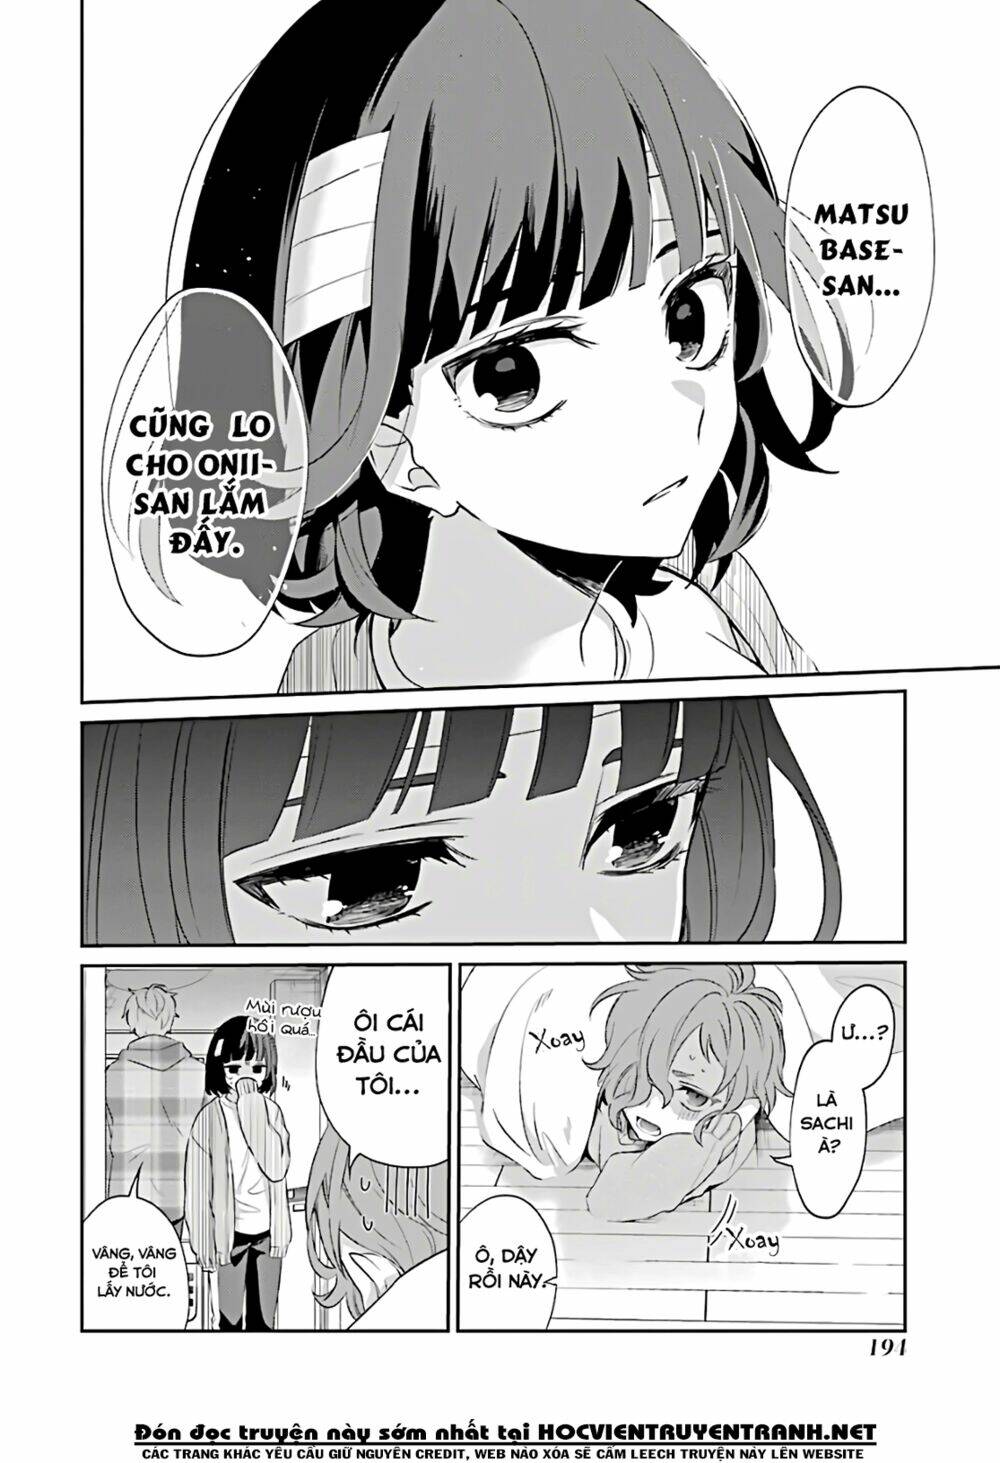 MATSU
BASE-
SAN...
CŨNG LO
CHO ONII-
SAN LẮM
ĐẤY.
Ư...?
LÀ
SACHI
À?
Xoay
Xoay
Ô, DẬY
RỒI NÀY.
ÔI CÁI
ĐẦU CỦA
TÔI...
Mùi rượu
hôi quá...
VÂNG, VÂNG
ĐỂ TÔI
LẤY NƯỚC.
194
Đón đọc truyện này sớm nhất tại HOCVIENTRUYENTRANH.NET
CÁC TRANG KHÁC YÊU CẦU GIỮ NGUYÊN CREDIT, WEB NÀO XÓA SẼ CẤM LEECH TRUYỆN NÀY LÊN WEBSITE